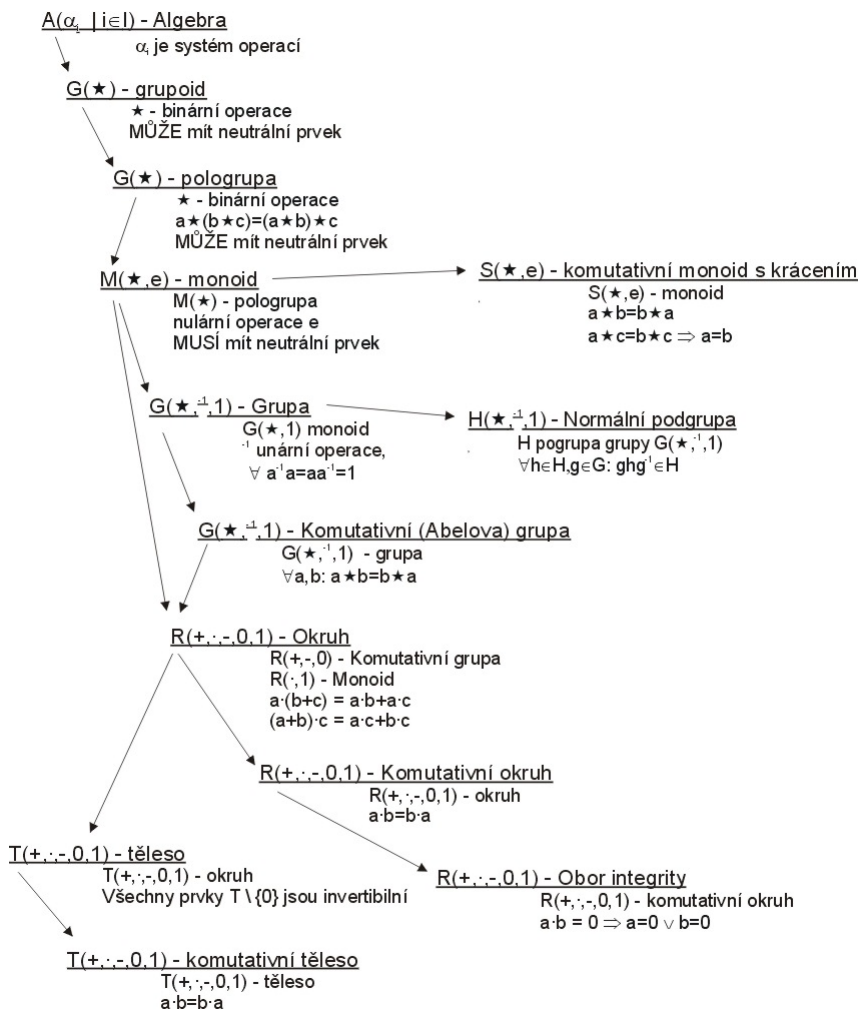 A(αᵢ | i∈I) - Algebra
αᵢ je systém operací
G(★) - grupoid
★ - binární operace
MŮŽE mít neutrální prvek
G(★) - pologrupa
★ - binární operace
a★(b★c)=(a★b)★c
MŮŽE mít neutrální prvek
M(★,e) - monoid
M(★) - pologrupa
nulární operace e
MUSÍ mít neutrální prvek
S(★,e) - komutativní monoid s krácením
S(★,e) - monoid
a★b=b★a
a★c=b★c ⇒ a=b
G(★,⁻¹,1) - Grupa
G(★,1) monoid
⁻¹ unární operace,
∀ a⁻¹a=aa⁻¹=1
H(★,⁻¹,1) - Normální podgrupa
H pogrupa grupy G(★,⁻¹,1)
∀h∈H,g∈G: ghg⁻¹∈H
G(★,⁻¹,1) - Komutativní (Abelova) grupa
G(★,⁻¹,1) - grupa
∀a,b: a★b=b★a
R(+,·,-,0,1) - Okruh
R(+,-,0) - Komutativní grupa
R(·,1) - Monoid
a·(b+c) = a·b+a·c
(a+b)·c = a·c+b·c
R(+,·,-,0,1) - Komutativní okruh
R(+,·,-,0,1) - okruh
a·b=b·a
T(+,·,-,0,1) - těleso
T(+,·,-,0,1) - okruh
Všechny prvky T \ {0} jsou invertibilní
R(+,·,-,0,1) - Obor integrity
R(+,·,-,0,1) - komutativní okruh
a·b = 0 ⇒ a=0 ∨ b=0
T(+,·,-,0,1) - komutativní těleso
T(+,·,-,0,1) - těleso
a·b=b·a